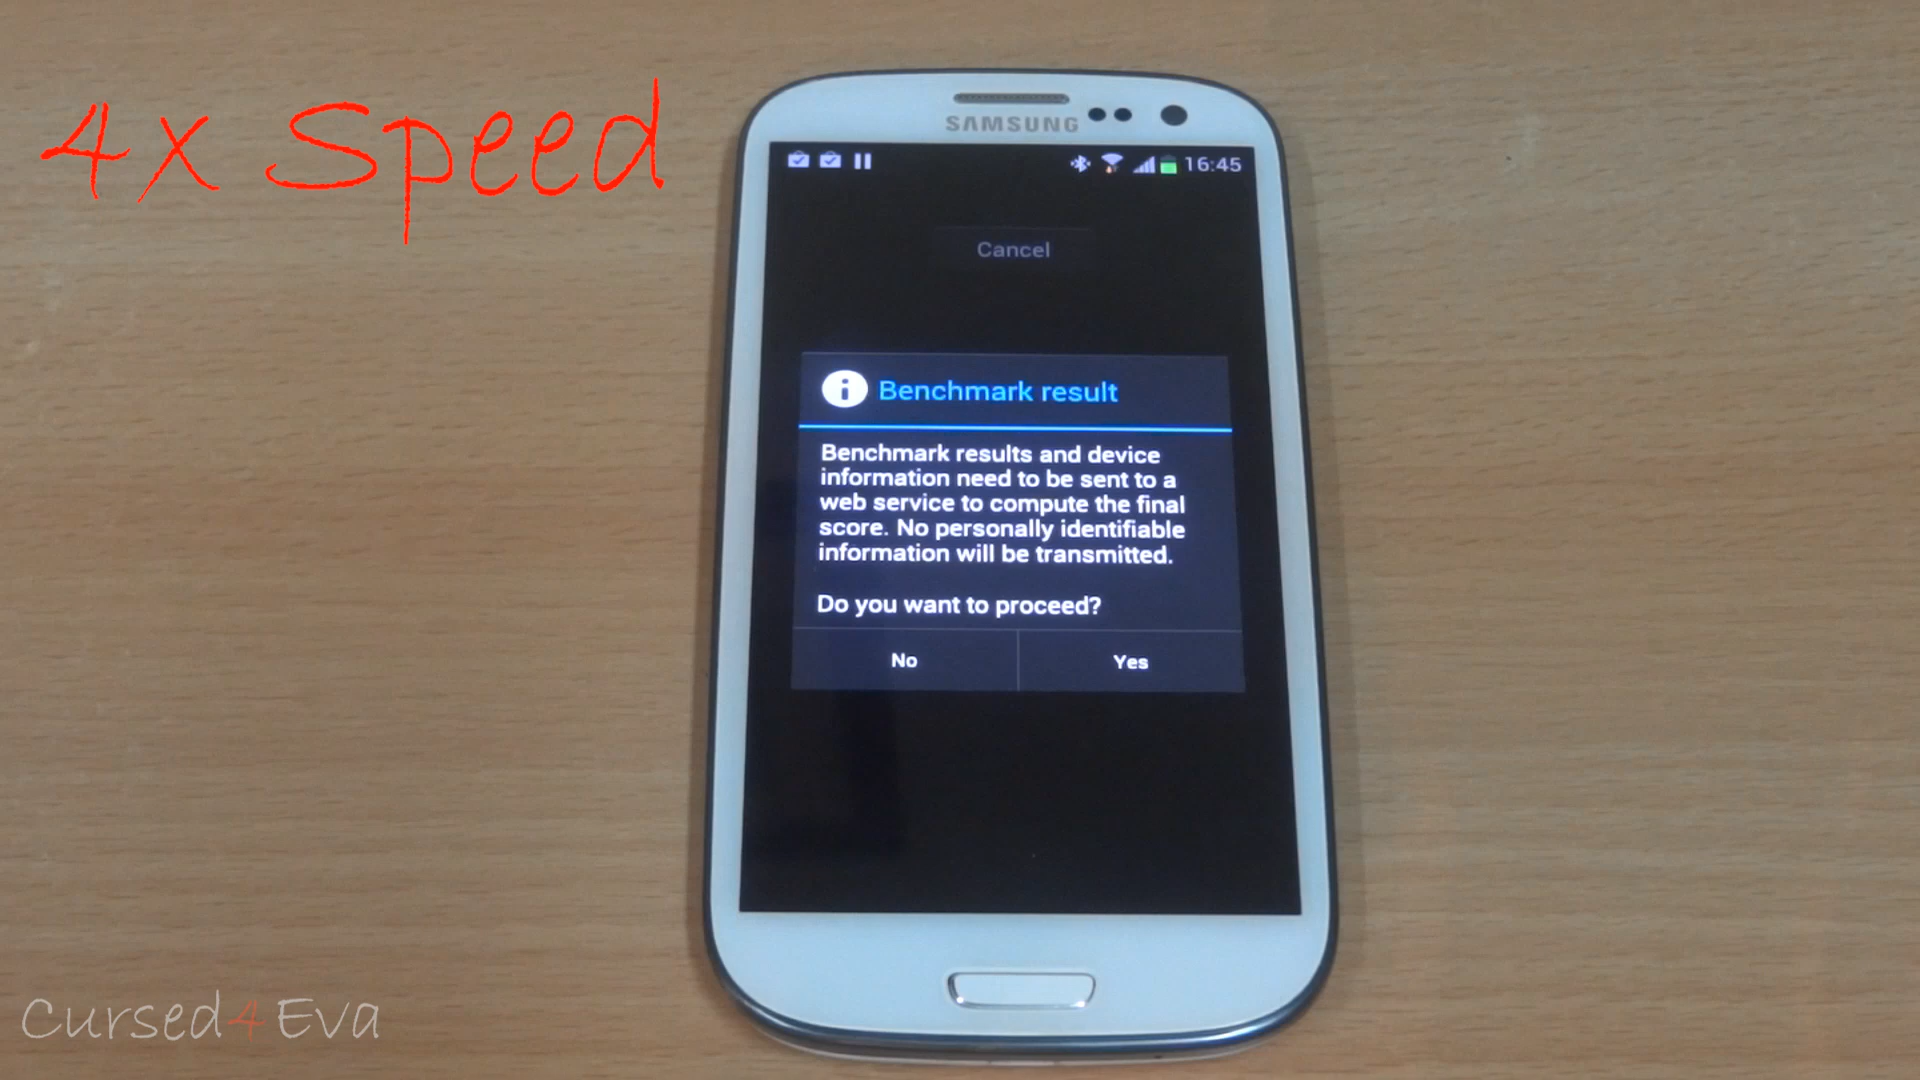 4x Speed
SAMSUNG
16:45
Cancel
Benchmark result
Benchmark results and device
information need to be sent to a
web service to compute the final
score. No personally identifiable
information will be transmitted.
Do you want to proceed?
No
Yes
Cursed4Eva